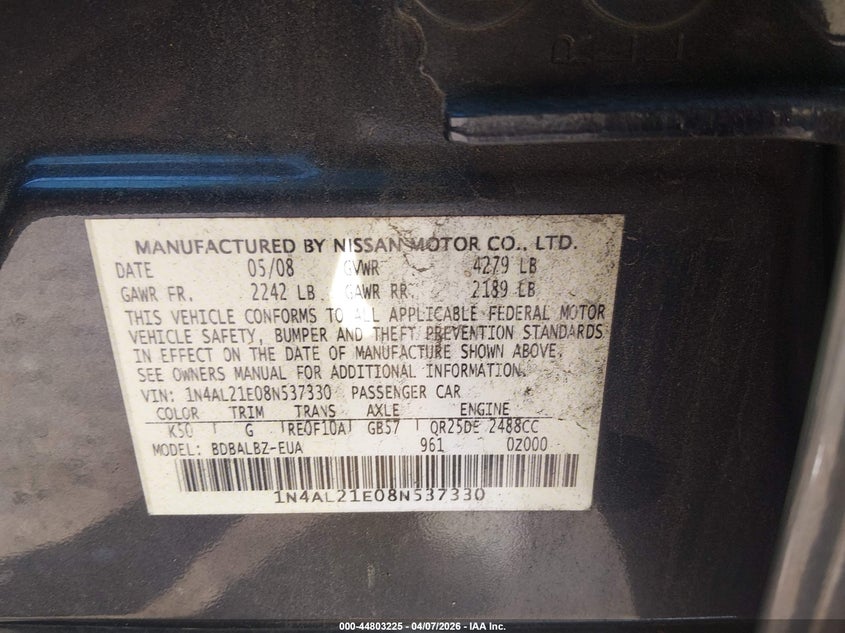 MANUFACTURED BY NISSAN MOTOR CO., LTD.
DATE 05/08 GVWR 4279 LB
GAWR FR. 2242 LB GAWR RR. 2189 LB
THIS VEHICLE CONFORMS TO ALL APPLICABLE FEDERAL MOTOR
VEHICLE SAFETY, BUMPER AND THEFT PREVENTION STANDARDS
IN EFFECT ON THE DATE OF MANUFACTURE SHOWN ABOVE.
SEE OWNERS MANUAL FOR ADDITIONAL INFORMATION.
VIN: 1N4AL21E08N537330 PASSENGER CAR
COLOR TRIM TRANS AXLE ENGINE
K50 G RE0F10A GB57 QR25DE 2488CC
MODEL: BDBALBZ-EUA 961 02000
1N4AL21E08N537330
000-44803225 - 04/07/2026 - IAA Inc.